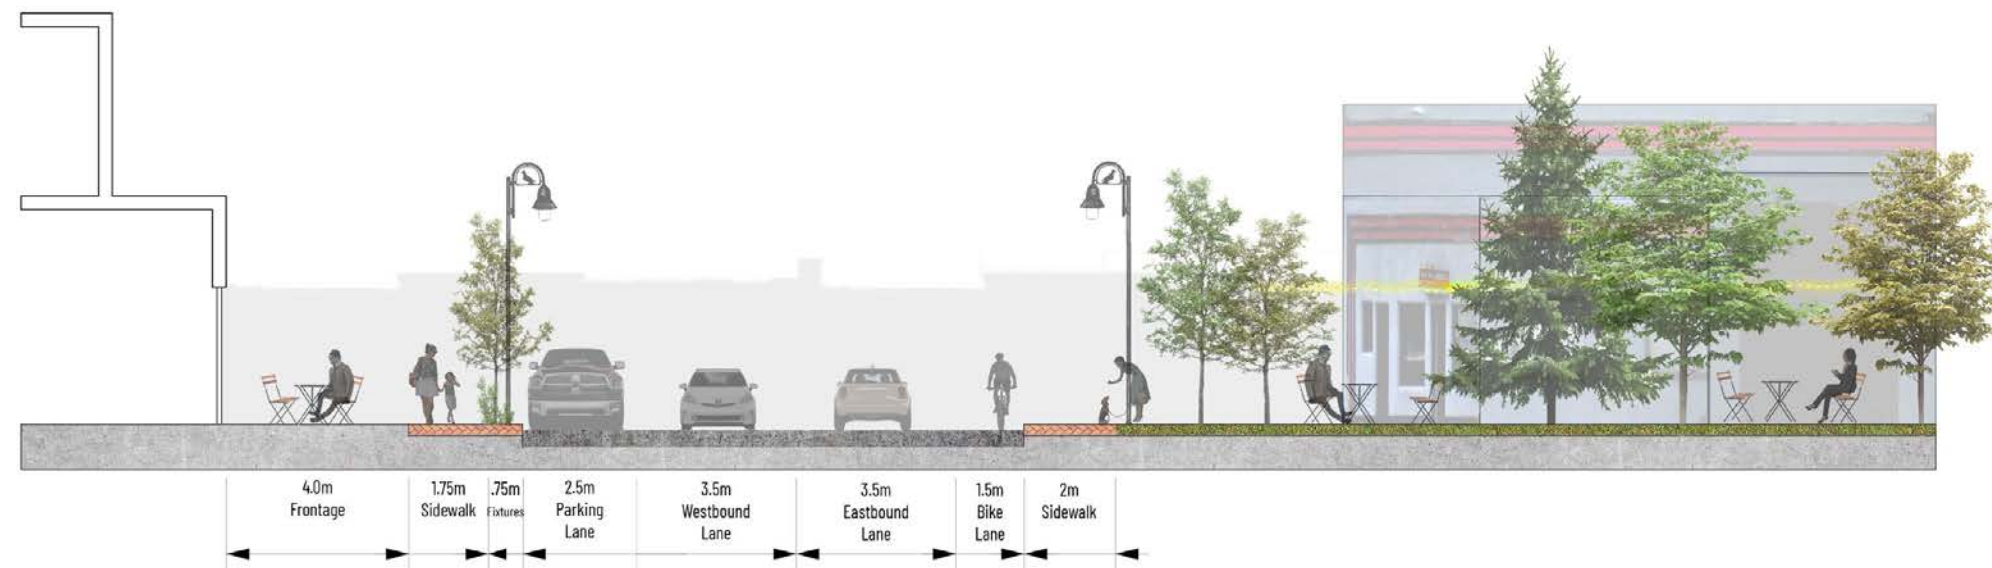 4.0m
Frontage
1.75m
Sidewalk
.75m
Fixtures
2.5m
Parking
Lane
3.5m
Westbound
Lane
3.5m
Eastbound
Lane
1.5m
Bike
Lane
2m
Sidewalk